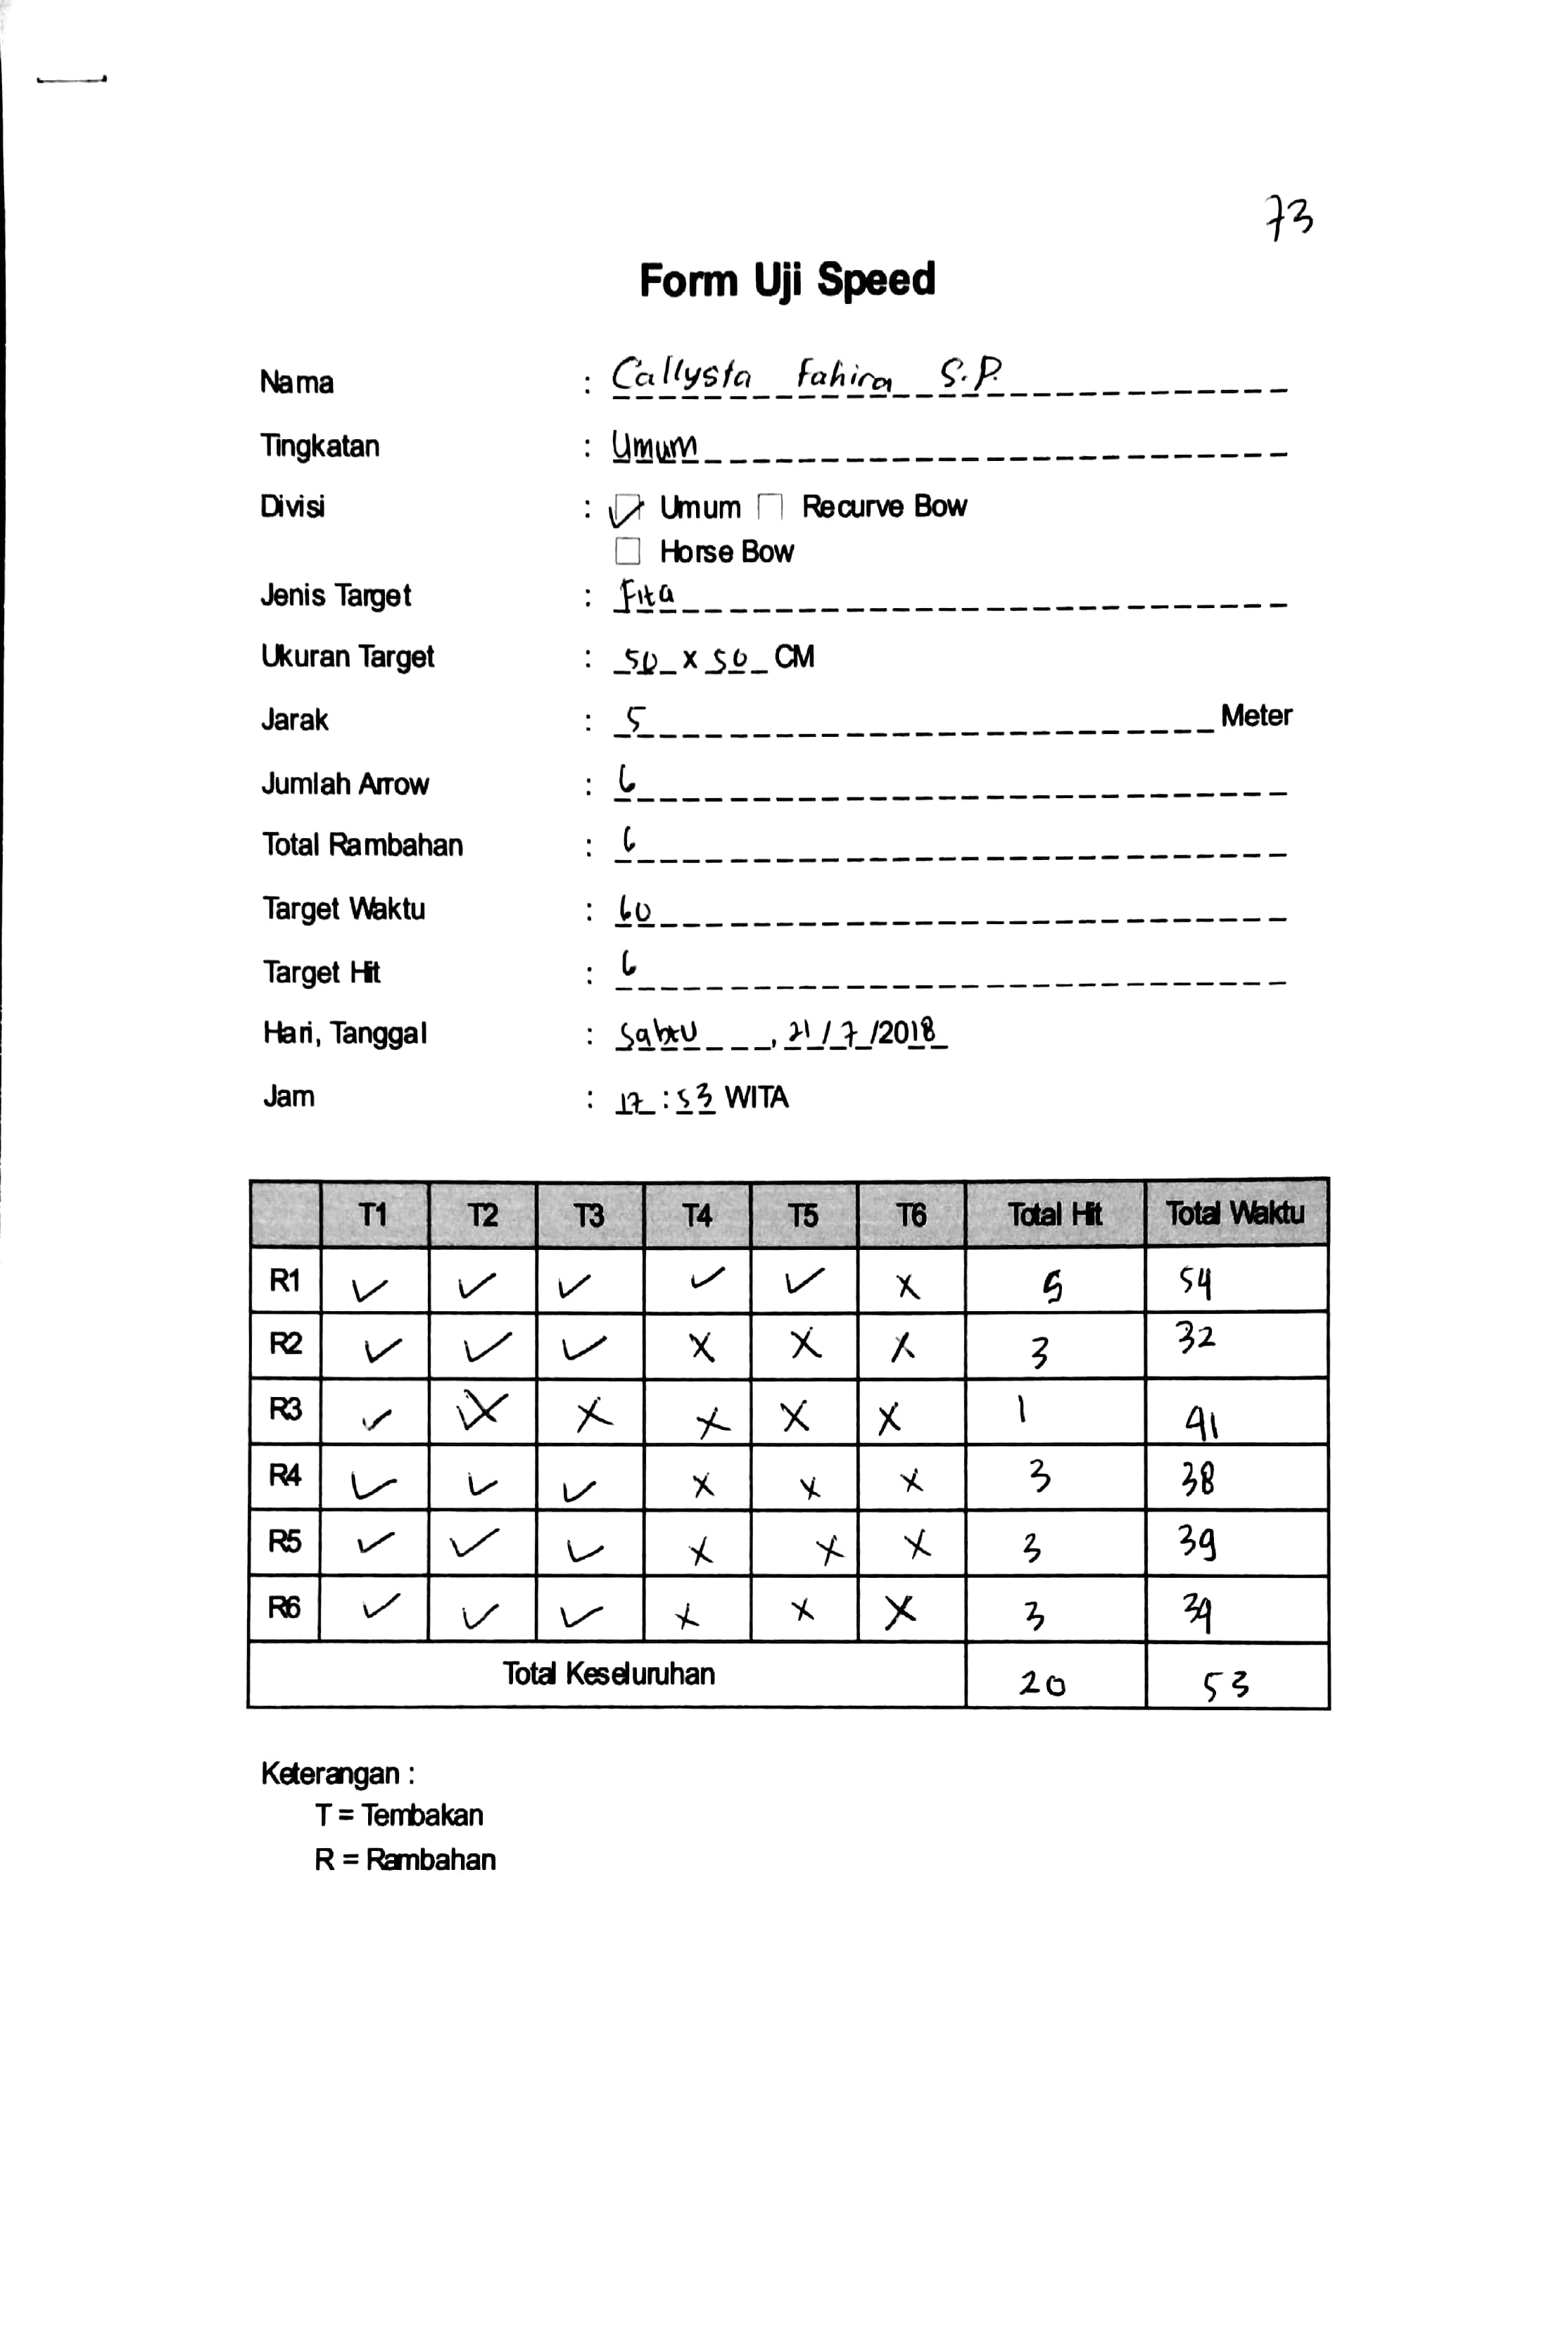 73
Form Uji Speed
Nama : Callysta Fahira S.P.
Tingkatan : Umum
Divisi : ✓ Umum ☐ Recurve Bow
☐ Horse Bow
Jenis Target : Fita
Ukuran Target : 50 x 50 CM
Jarak : 5 Meter
Jumlah Arrow : 6
Total Rambahan : 6
Target Waktu : 60
Target Hit : 6
Hari, Tanggal : Sabtu, 21/7/2018
Jam : 17:53 WITA
T1 T2 T3 T4 T5 T6 Total Hit Total Waktu
R1 ✓ ✓ ✓ ✓ ✓ x 5 54
R2 ✓ ✓ ✓ x x x 3 32
R3 ✓ x x x x x 1 41
R4 ✓ ✓ ✓ x x x 3 38
R5 ✓ ✓ ✓ x x x 3 39
R6 ✓ ✓ ✓ x x x 3
Total Keseluruhan 20 53
Keterangan :
T = Tembakan
R = Rambahan